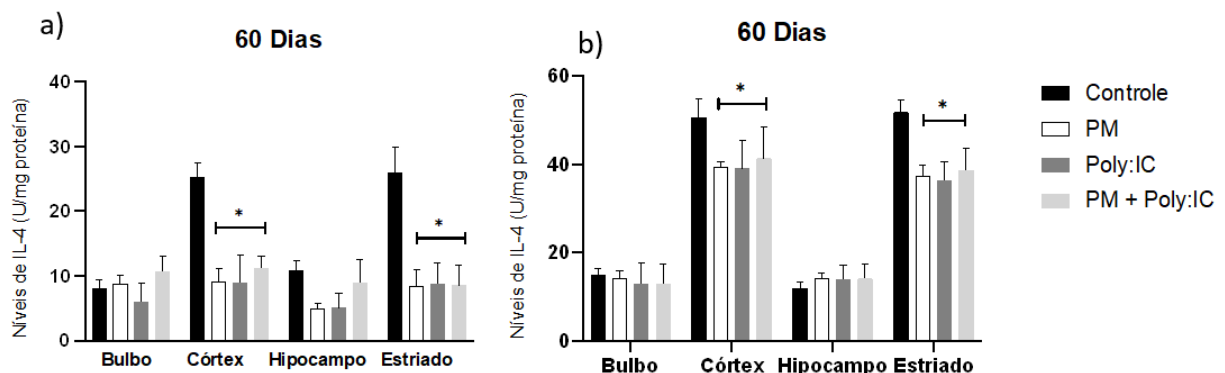 a)
60 Dias
Níveis de IL-4 (U/mg proteína)
40
30
20
10
0
*
*
Bulbo Córtex Hipocampo Estriado
b)
60 Dias
Níveis de IL-4 (U/mg proteína)
60
40
20
0
*
*
Bulbo Córtex Hipocampo Estriado
Controle
PM
Poly:IC
PM + Poly:IC